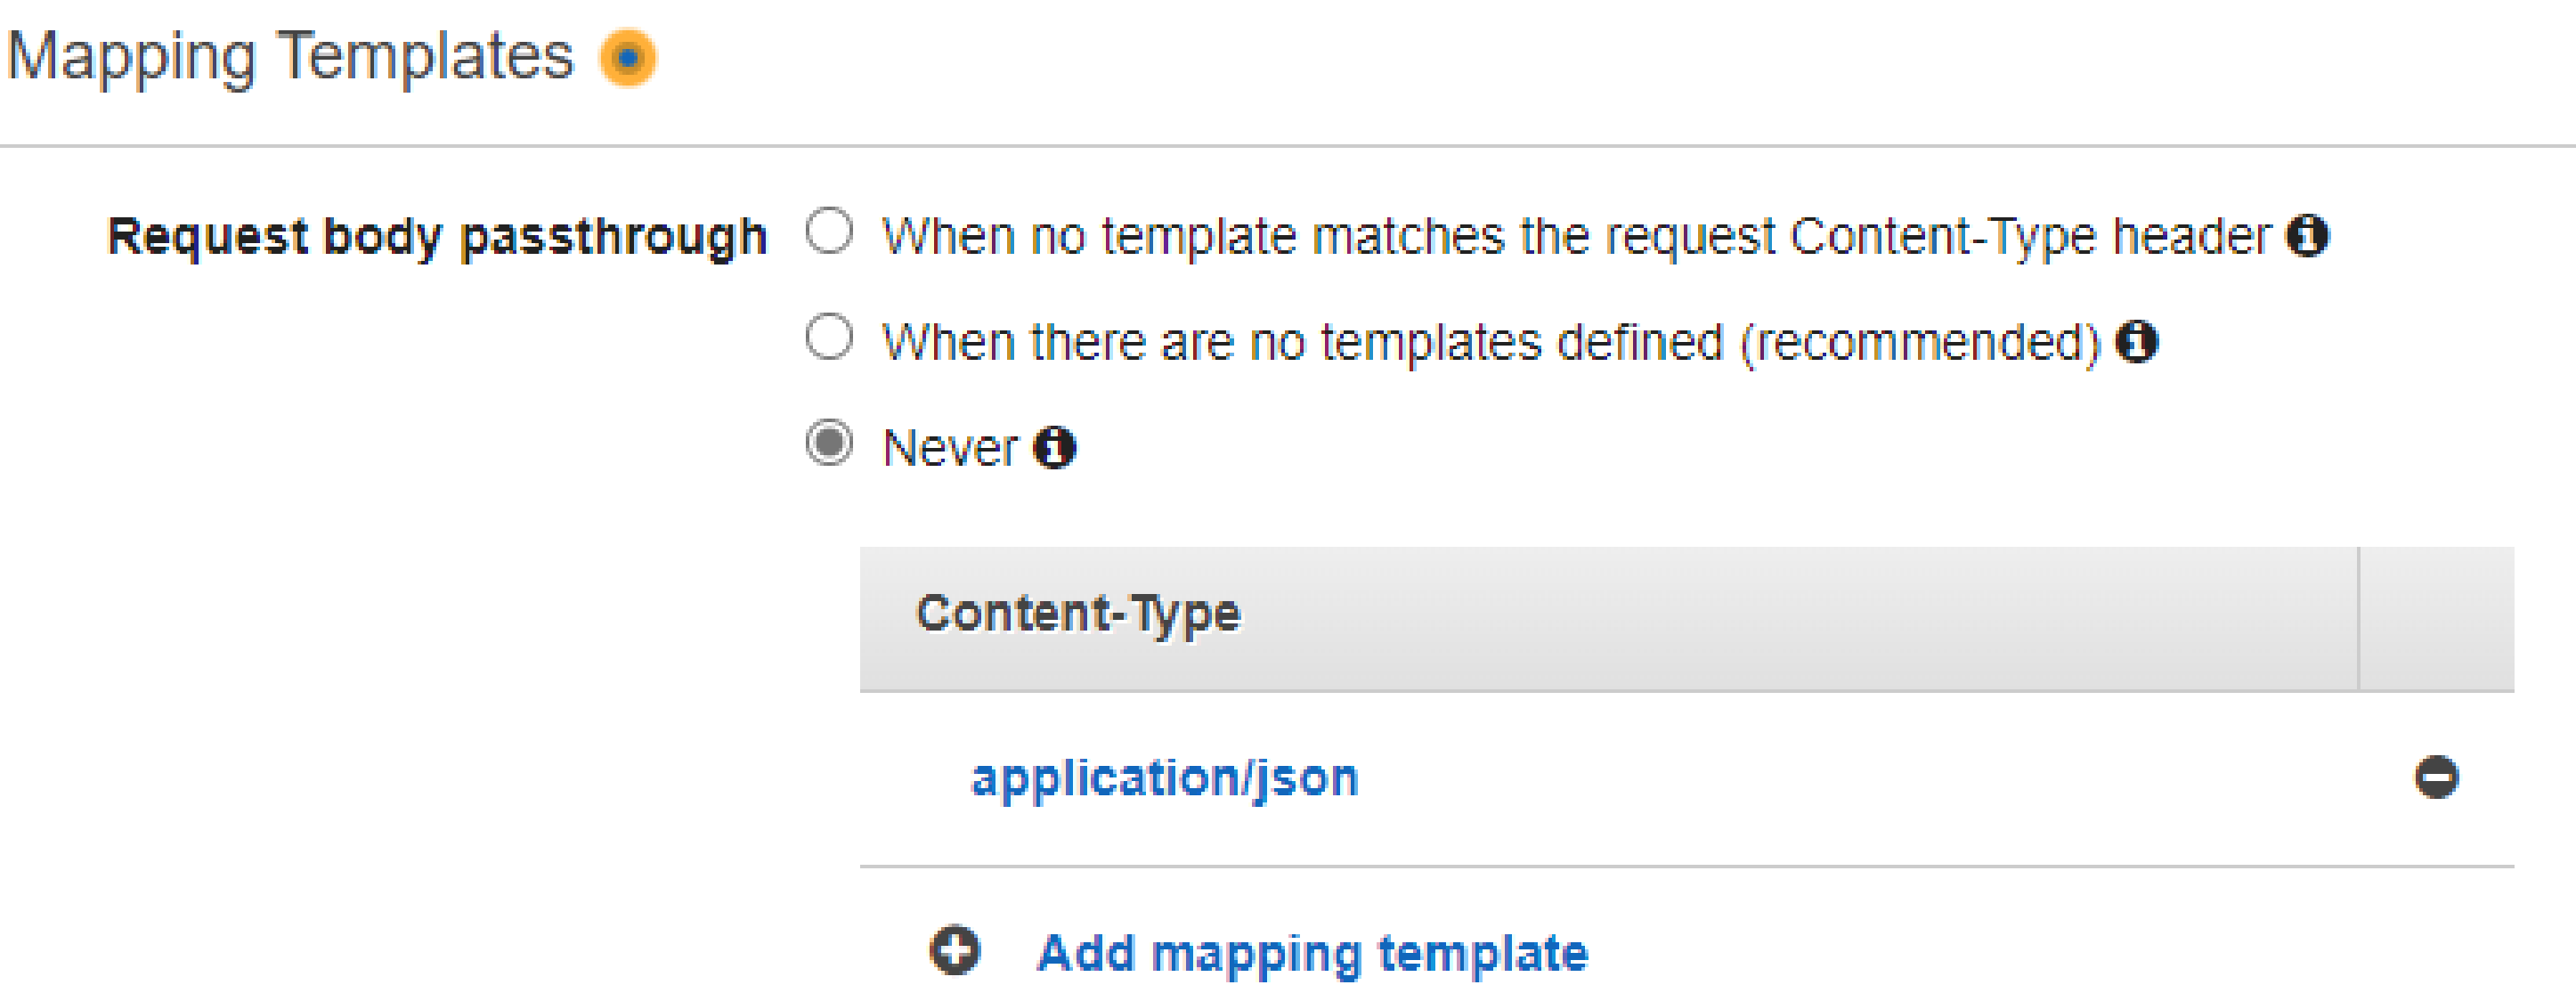 Mapping Templates
Request body passthrough When no template matches the request Content-Type header
When there are no templates defined (recommended)
Never
Content-Type
application/json
Add mapping template